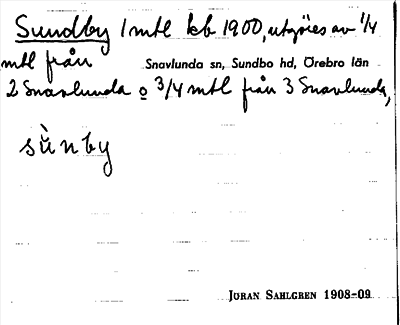 Sundby 1 mtl kb 1900, utgöres av 1/4
mtl från
Snavlunda sn, Sundbo hd, Örebro län
2 Snavlunda o 3/4 mtl från 3 Snavlunda,
sùnby
JÖRAN SAHLGREN 1908-09